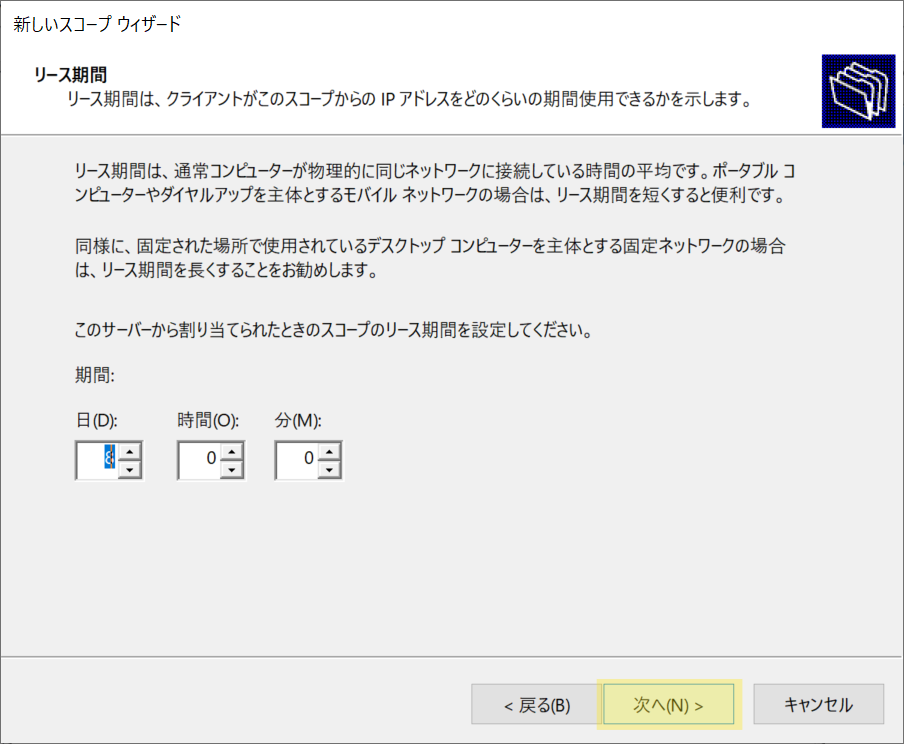 新しいスコープ ウィザード
リース期間
リース期間は、クライアントがこのスコープからの IP アドレスをどのくらいの期間使用できるかを示します。
リース期間は、通常コンピューターが物理的に同じネットワークに接続している時間の平均です。ポータブル コ
ンピューターやダイヤルアップを主体とするモバイル ネットワークの場合は、リース期間を短くすると便利です。
同様に、固定された場所で使用されているデスクトップ コンピューターを主体とする固定ネットワークの場合
は、リース期間を長くすることをお勧めします。
このサーバーから割り当てられたときのスコープのリース期間を設定してください。
期間:
日(D): 時間(O): 分(M):
8 0 0
< 戻る(B) 次へ(N) > キャンセル